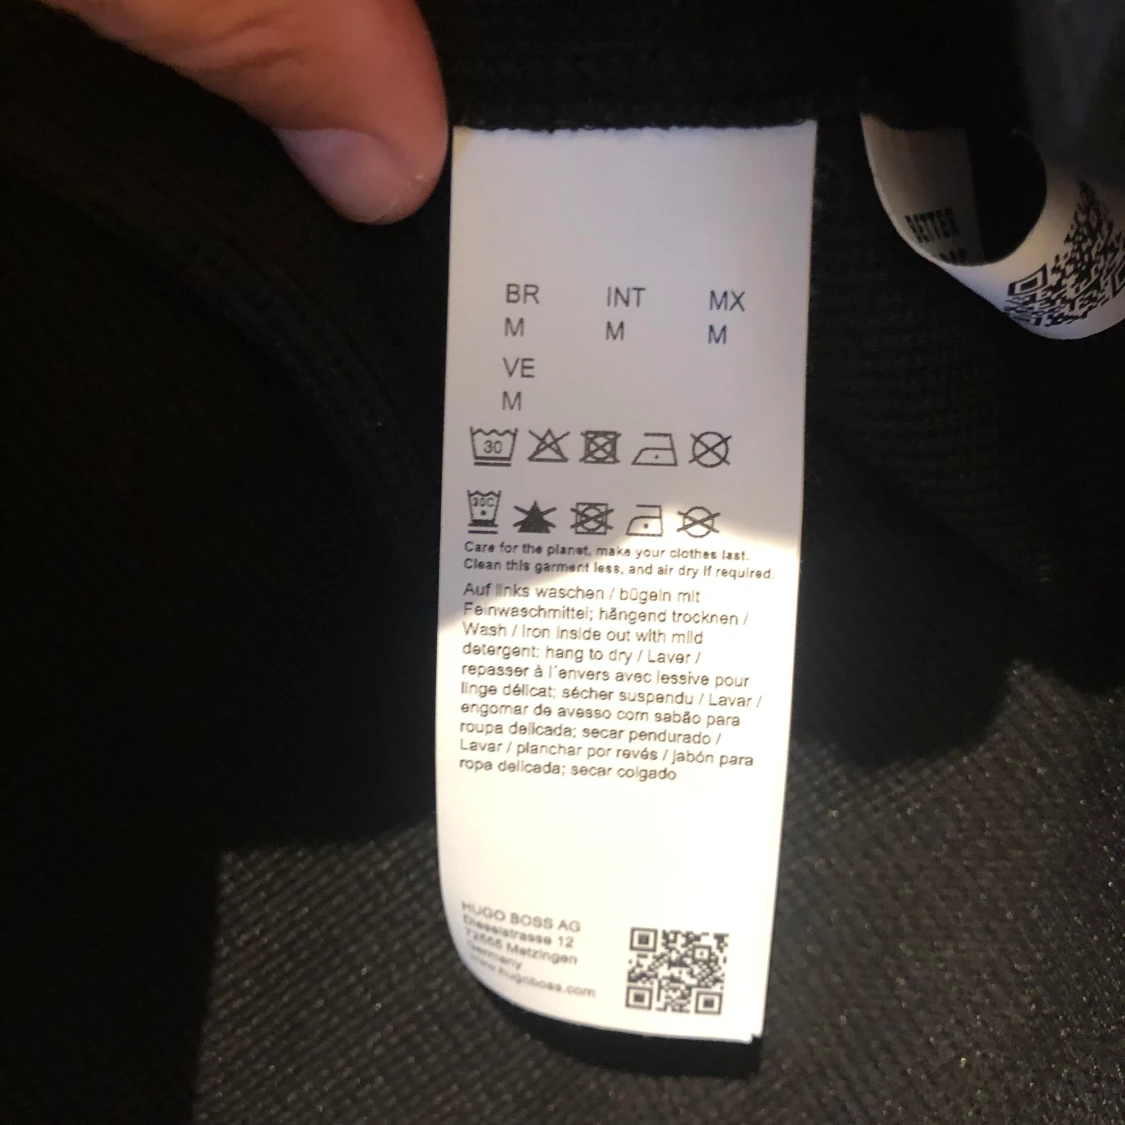 BR INT MX
M M M
VE
M
30
30C
Care for the planet, make your clothes last.
Clean this garment less, and air dry if required.
Auf links waschen / bügeln mit
Feinwaschmittel; hängend trocknen /
Wash / iron inside out with mild
detergent; hang to dry / Laver /
repasser à l´envers avec lessive pour
linge délicat; sécher suspendu / Lavar /
engomar de avesso com sabão para
roupa delicada; secar pendurado /
Lavar / planchar por revés / jabón para
ropa delicada; secar colgado
HUGO BOSS AG
Dieselstrasse 12
72555 Metzingen
Germany
www.hugoboss.com
BETTER